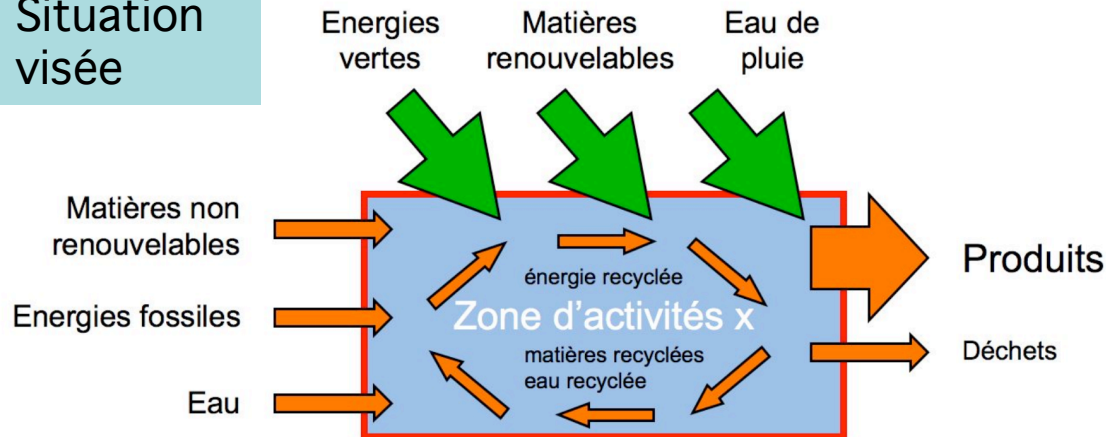 Situation
visée
Energies
vertes
Matières
renouvelables
Eau de
pluie
Matières non
renouvelables
Energies fossiles
Eau
énergie recyclée
Zone d'activités x
matières recyclées
eau recyclée
Produits
Déchets